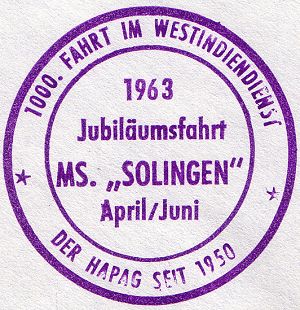 1000. FAHRT IM WESTINDIENDIENST
1963
Jubiläumsfahrt
MS. „SOLINGEN“
April/Juni
DER HAPAG SEIT 1950